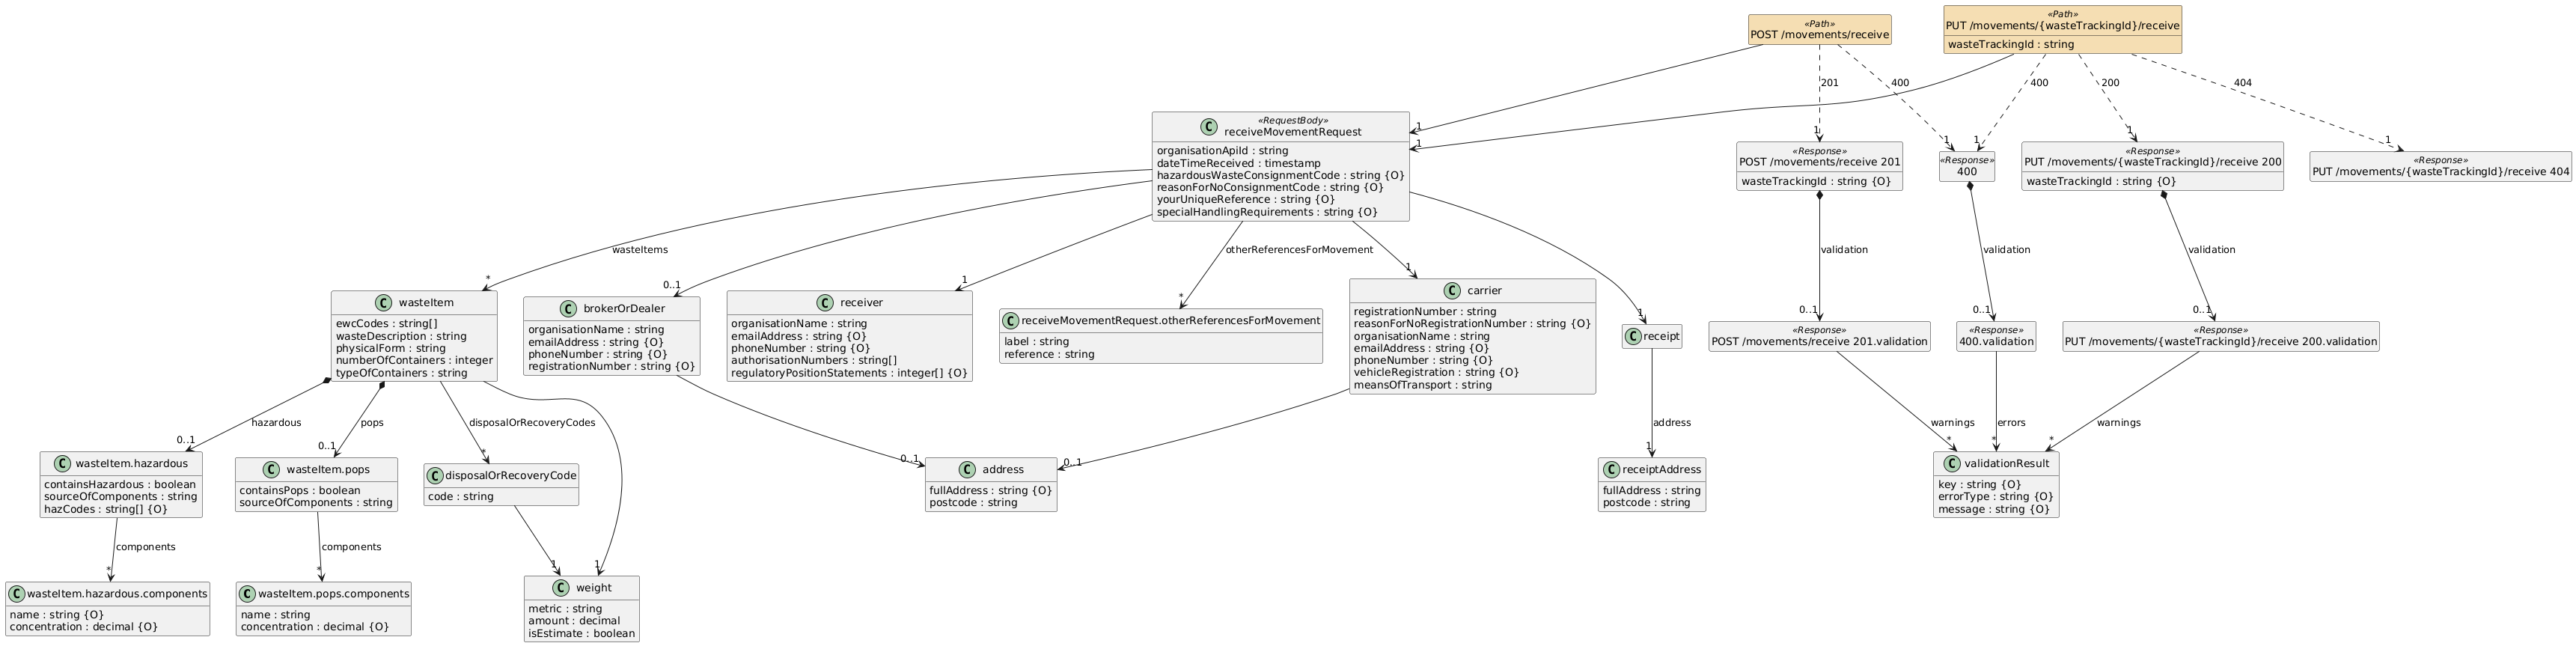 «Path»
POST /movements/receive
«Path»
PUT /movements/{wasteTrackingId}/receive
wasteTrackingId : string
201
400
400
200
404
1
1
1
1
1
1
1
«RequestBody»
C receiveMovementRequest
organisationApiId : string
dateTimeReceived : timestamp
hazardousWasteConsignmentCode : string {O}
reasonForNoConsignmentCode : string {O}
yourUniqueReference : string {O}
specialHandlingRequirements : string {O}
«Response»
POST /movements/receive 201
wasteTrackingId : string {O}
«Response»
400
«Response»
PUT /movements/{wasteTrackingId}/receive 200
wasteTrackingId : string {O}
«Response»
PUT /movements/{wasteTrackingId}/receive 404
wasteItems
otherReferencesForMovement
validation
validation
validation
*
0..1
1
*
1
1
0..1
0..1
0..1
C wasteItem
ewcCodes : string[]
wasteDescription : string
physicalForm : string
numberOfContainers : integer
typeOfContainers : string
C brokerOrDealer
organisationName : string
emailAddress : string {O}
phoneNumber : string {O}
registrationNumber : string {O}
C receiver
organisationName : string
emailAddress : string {O}
phoneNumber : string {O}
authorisationNumbers : string[]
regulatoryPositionStatements : integer[] {O}
C receiveMovementRequest.otherReferencesForMovement
label : string
reference : string
C carrier
registrationNumber : string
reasonForNoRegistrationNumber : string {O}
organisationName : string
emailAddress : string {O}
phoneNumber : string {O}
vehicleRegistration : string {O}
meansOfTransport : string
C receipt
«Response»
POST /movements/receive 201.validation
«Response»
400.validation
«Response»
PUT /movements/{wasteTrackingId}/receive 200.validation
hazardous
pops
disposalOrRecoveryCodes
address
warnings
errors
warnings
0..1
0..1
*
0..1
0..1
1
*
*
*
C wasteItem.hazardous
containsHazardous : boolean
sourceOfComponents : string
hazCodes : string[] {O}
C wasteItem.pops
containsPops : boolean
sourceOfComponents : string
C disposalOrRecoveryCode
code : string
C address
fullAddress : string {O}
postcode : string
C receiptAddress
fullAddress : string
postcode : string
C validationResult
key : string {O}
errorType : string {O}
message : string {O}
components
components
*
*
1
1
C wasteItem.hazardous.components
name : string {O}
concentration : decimal {O}
C wasteItem.pops.components
name : string
concentration : decimal {O}
C weight
metric : string
amount : decimal
isEstimate : boolean